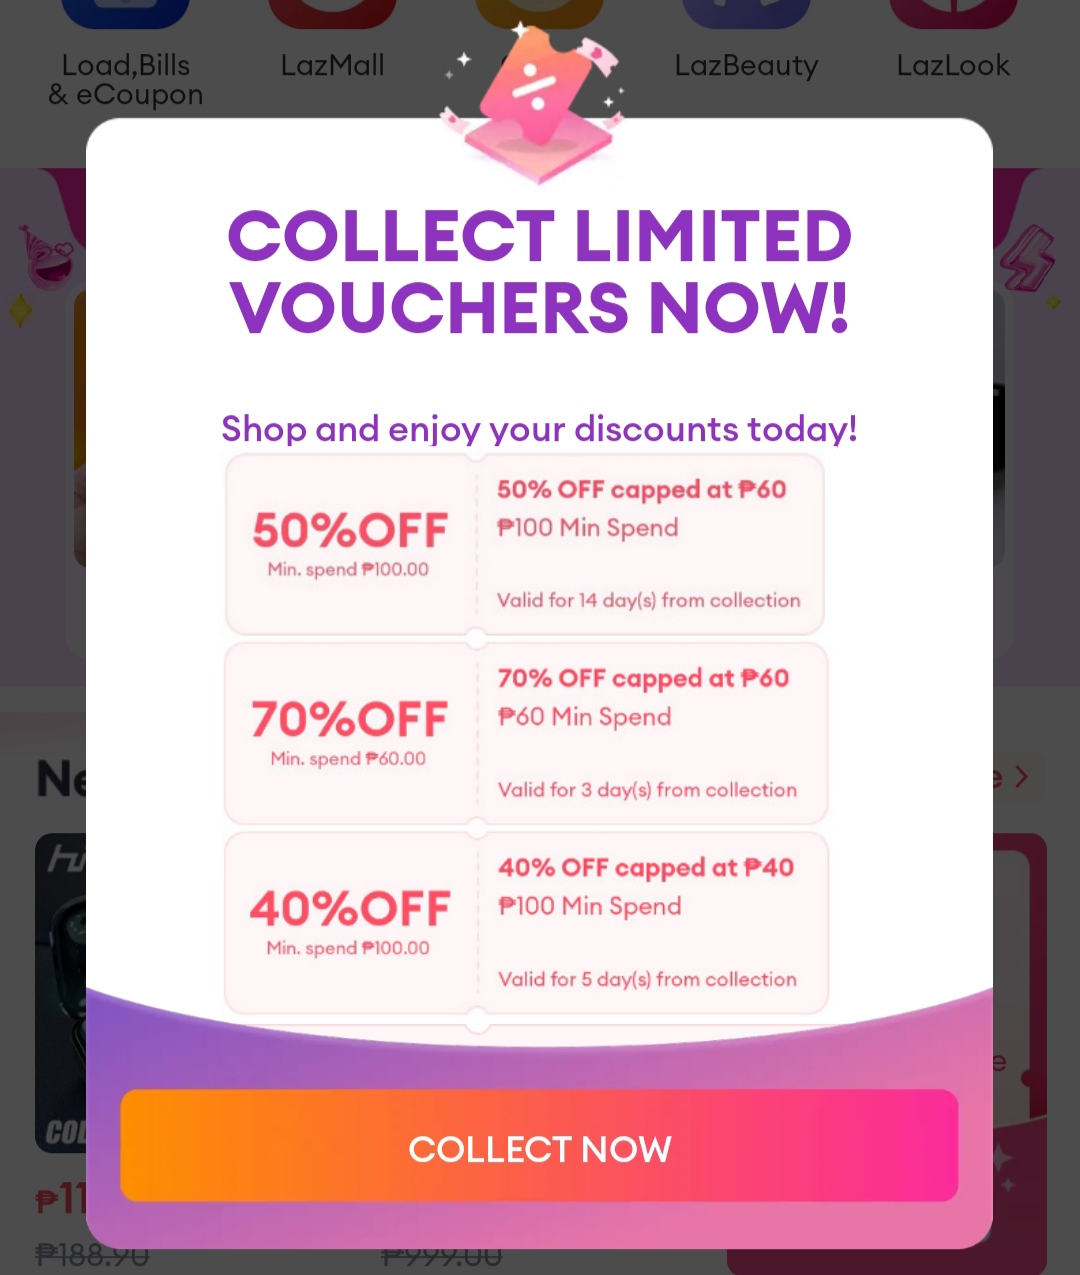 Load,Bills
& eCoupon
LazMall
LazBeauty
LazLook
COLLECT LIMITED
VOUCHERS NOW!
Shop and enjoy your discounts today!
50%OFF
Min. spend ₱100.00
50% OFF capped at ₱60
₱100 Min Spend
Valid for 14 day(s) from collection
70%OFF
Min. spend ₱60.00
70% OFF capped at ₱60
₱60 Min Spend
Valid for 3 day(s) from collection
40%OFF
Min. spend ₱100.00
40% OFF capped at ₱40
₱100 Min Spend
Valid for 5 day(s) from collection
COLLECT NOW
₱188.90
₱999.00